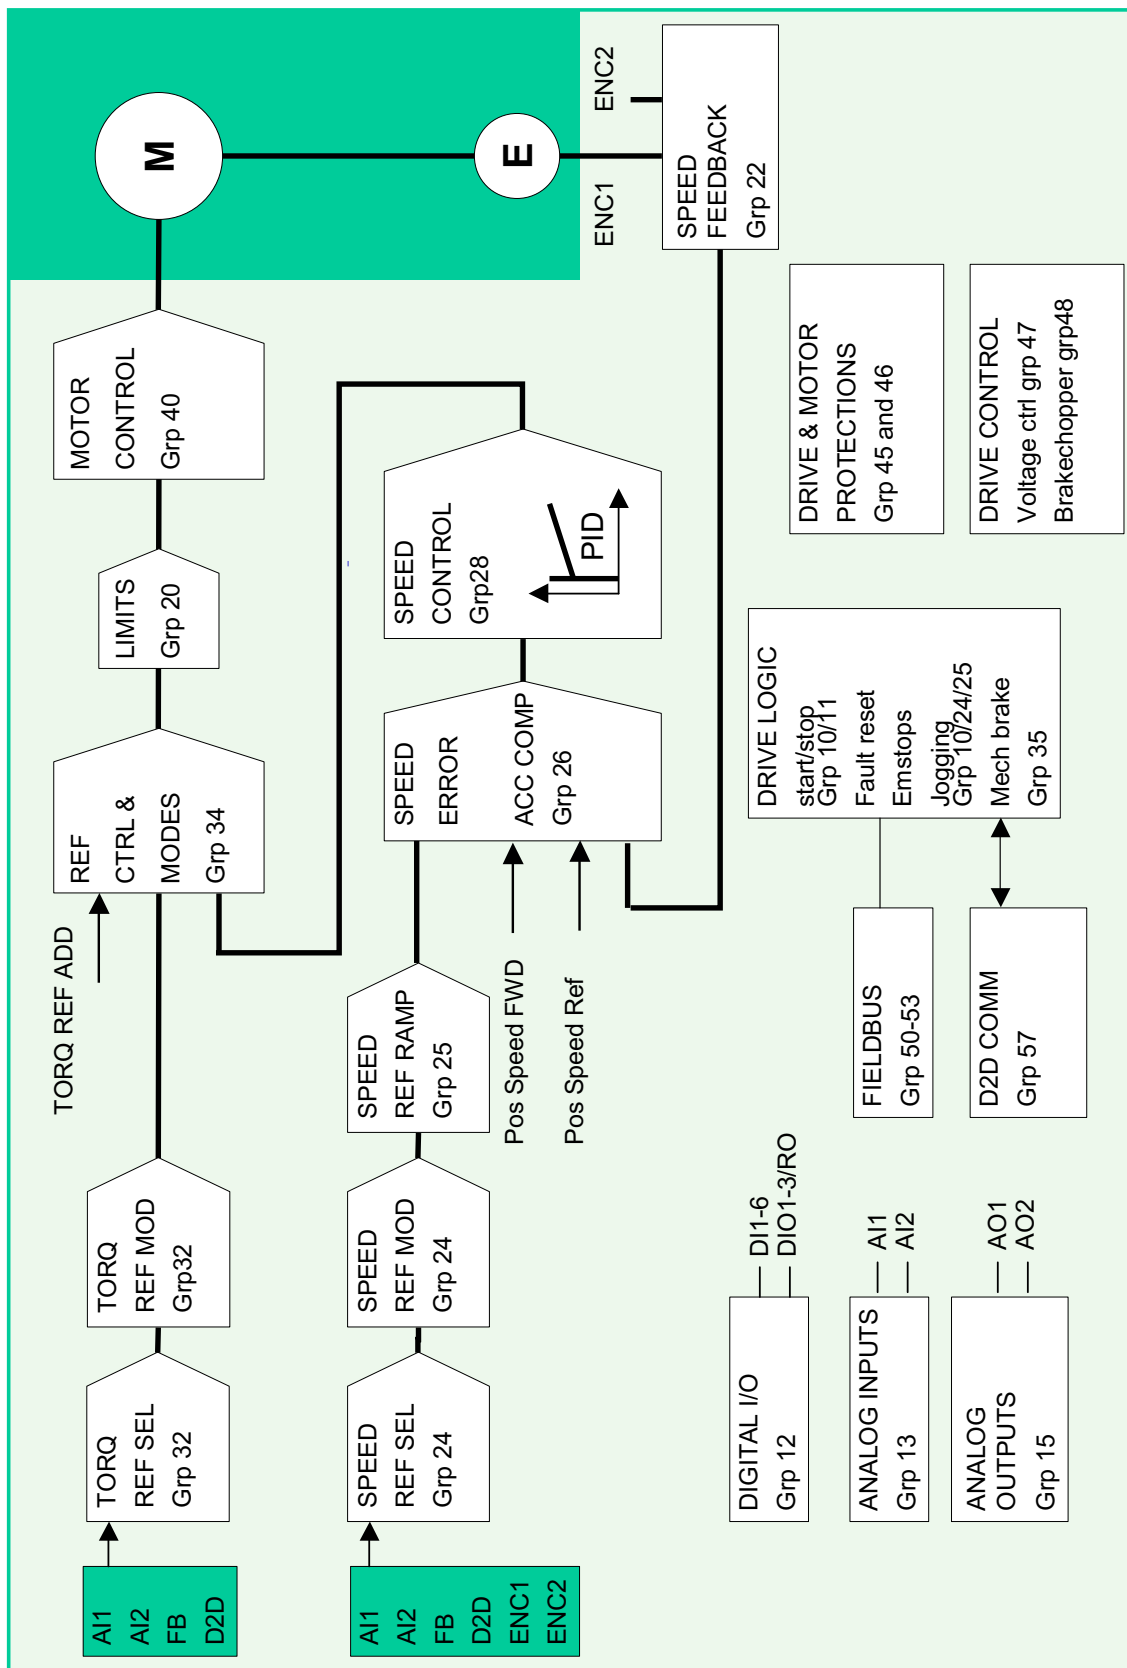 AI1
AI2
FB
D2D
TORQ
REF SEL
Grp 32
TORQ
REF MOD
Grp32
TORQ REF ADD
REF
CTRL &
MODES
Grp 34
LIMITS
Grp 20
MOTOR
CONTROL
Grp 40
M
AI1
AI2
FB
D2D
ENC1
ENC2
SPEED
REF SEL
Grp 24
SPEED
REF MOD
Grp 24
SPEED
REF RAMP
Grp 25
Pos Speed FWD
Pos Speed Ref
SPEED
ERROR
ACC COMP
Grp 26
SPEED
CONTROL
Grp28
PID
E
ENC1
ENC2
SPEED
FEEDBACK
Grp 22
DIGITAL I/O
Grp 12
DI1-6
DIO1-3/RO
ANALOG INPUTS
Grp 13
AI1
AI2
ANALOG
OUTPUTS
Grp 15
AO1
AO2
FIELDBUS
Grp 50-53
D2D COMM
Grp 57
DRIVE LOGIC
start/stop
Grp 10/11
Fault reset
Emstops
Jogging
Grp 10/24/25
Mech brake
Grp 35
DRIVE & MOTOR
PROTECTIONS
Grp 45 and 46
DRIVE CONTROL
Voltage ctrl grp 47
Brakechopper grp48